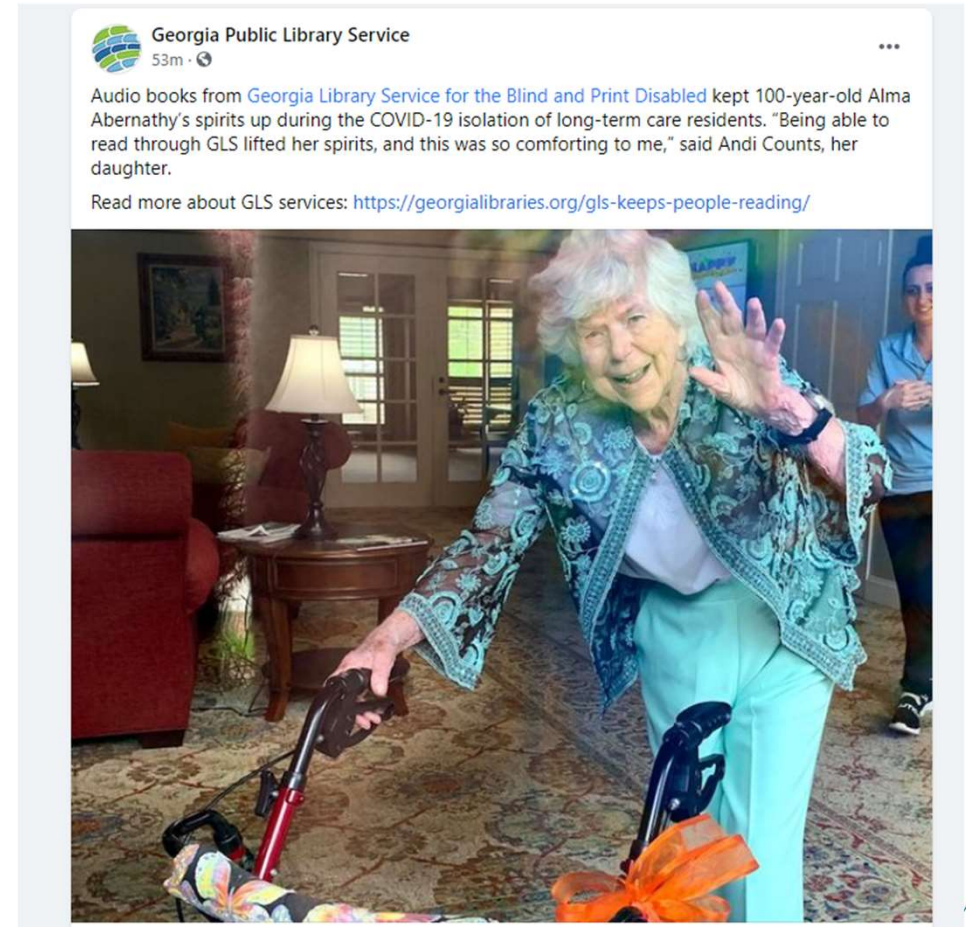 Georgia Public Library Service
53m ·
Audio books from Georgia Library Service for the Blind and Print Disabled kept 100-year-old Alma
Abernathy's spirits up during the COVID-19 isolation of long-term care residents. “Being able to
read through GLS lifted her spirits, and this was so comforting to me,” said Andi Counts, her
daughter.
Read more about GLS services: https://georgialibraries.org/gls-keeps-people-reading/
HAPPY